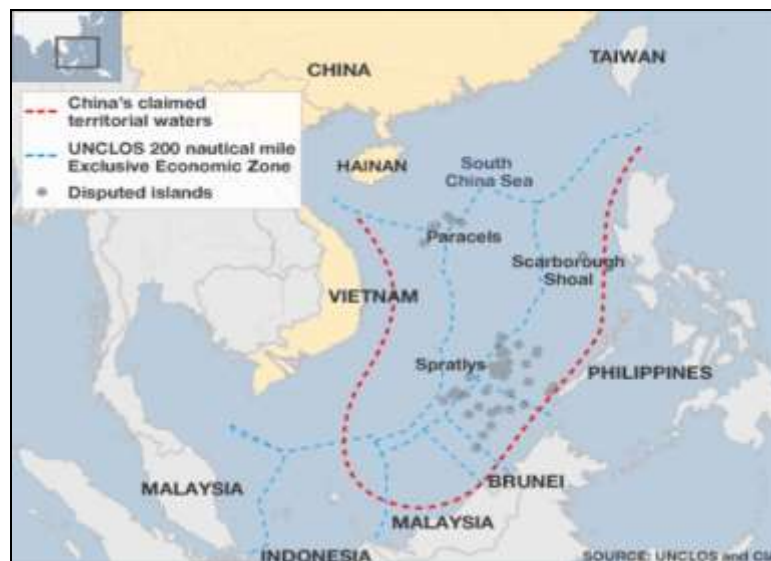 TAIWAN
CHINA
China's claimed
territorial waters
UNCLOS 200 nautical mile
Exclusive Economic Zone
Disputed islands
HAINAN
South
China Sea
Paracels
Scarborough
Shoal
VIETNAM
Spratlys
PHILIPPINES
MALAYSIA
BRUNEI
MALAYSIA
INDONESIA
SOURCE: UNCLOS and